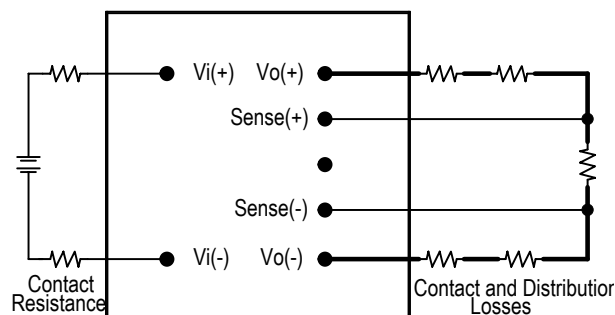 Vi(+) Vo(+)
Sense(+)
Sense(-)
Vi(-) Vo(-)
Contact
Resistance
Contact and Distribution
Losses